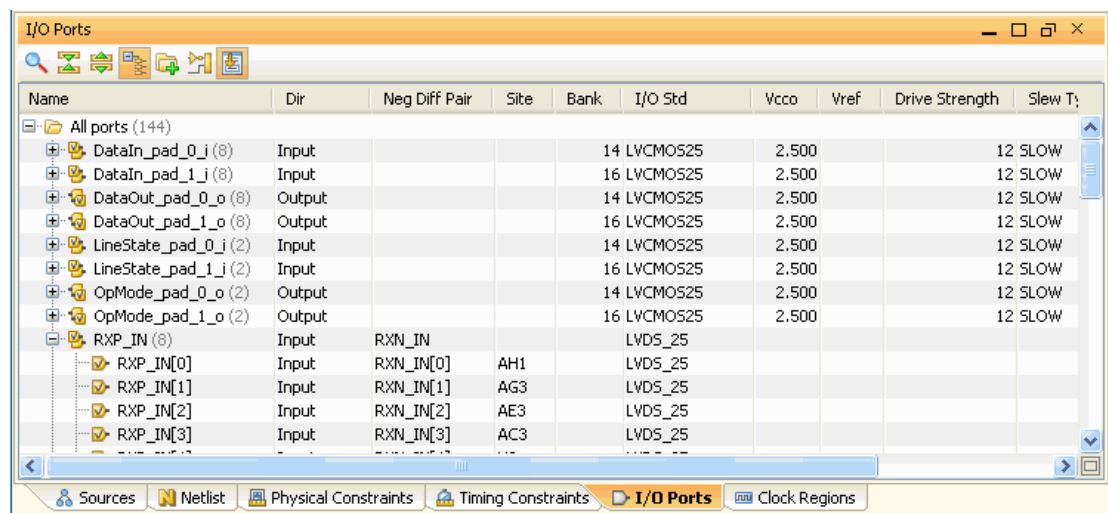 I/O Ports
Name Dir Neg Diff Pair Site Bank I/O Std Vcco Vref Drive Strength Slew Ty
All ports (144)
DataIn_pad_0_i (8) Input 14 LVCMOS25 2.500 12 SLOW
DataIn_pad_1_i (8) Input 16 LVCMOS25 2.500 12 SLOW
DataOut_pad_0_o (8) Output 14 LVCMOS25 2.500 12 SLOW
DataOut_pad_1_o (8) Output 16 LVCMOS25 2.500 12 SLOW
LineState_pad_0_i (2) Input 14 LVCMOS25 2.500 12 SLOW
LineState_pad_1_i (2) Input 16 LVCMOS25 2.500 12 SLOW
OpMode_pad_0_o (2) Output 14 LVCMOS25 2.500 12 SLOW
OpMode_pad_1_o (2) Output 16 LVCMOS25 2.500 12 SLOW
RXP_IN (8) Input RXN_IN LVDS_25
RXP_IN[0] Input RXN_IN[0] AH1 LVDS_25
RXP_IN[1] Input RXN_IN[1] AG3 LVDS_25
RXP_IN[2] Input RXN_IN[2] AE3 LVDS_25
RXP_IN[3] Input RXN_IN[3] AC3 LVDS_25
Sources Netlist Physical Constraints Timing Constraints I/O Ports Clock Regions